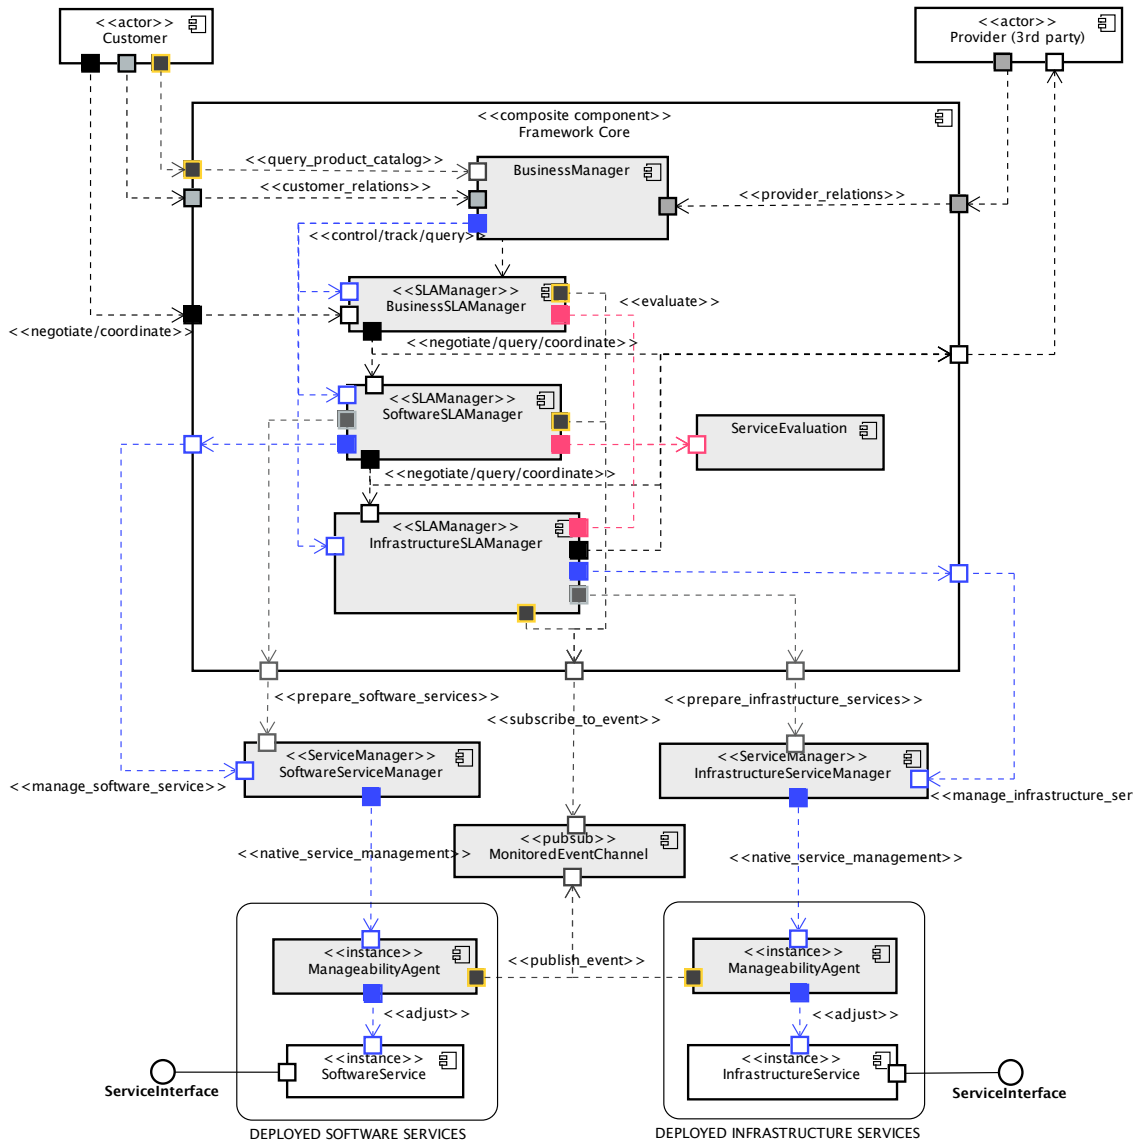 <<actor>>
Customer
<<actor>>
Provider (3rd party)
<<composite component>>
Framework Core
<<query_product_catalog>>
BusinessManager
<<customer_relations>>
<<provider_relations>>
<<control/track/query>>
<<SLAManager>>
BusinessSLAManager
<<evaluate>>
<<negotiate/coordinate>>
<<negotiate/query/coordinate>>
<<SLAManager>>
SoftwareSLAManager
ServiceEvaluation
<<negotiate/query/coordinate>>
<<SLAManager>>
InfrastructureSLAManager
<<prepare_software_services>>
<<prepare_infrastructure_services>>
<<subscribe_to_event>>
<<ServiceManager>>
SoftwareServiceManager
<<ServiceManager>>
InfrastructureServiceManager
<<manage_software_service>>
<<manage_infrastructure_ser
<<pubsub>>
MonitoredEventChannel
<<native_service_management>>
<<native_service_management>>
<<instance>>
ManageabilityAgent
<<publish_event>>
<<instance>>
ManageabilityAgent
<<adjust>>
<<adjust>>
<<instance>>
SoftwareService
<<instance>>
InfrastructureService
ServiceInterface
ServiceInterface
DEPLOYED SOFTWARE SERVICES
DEPLOYED INFRASTRUCTURE SERVICES